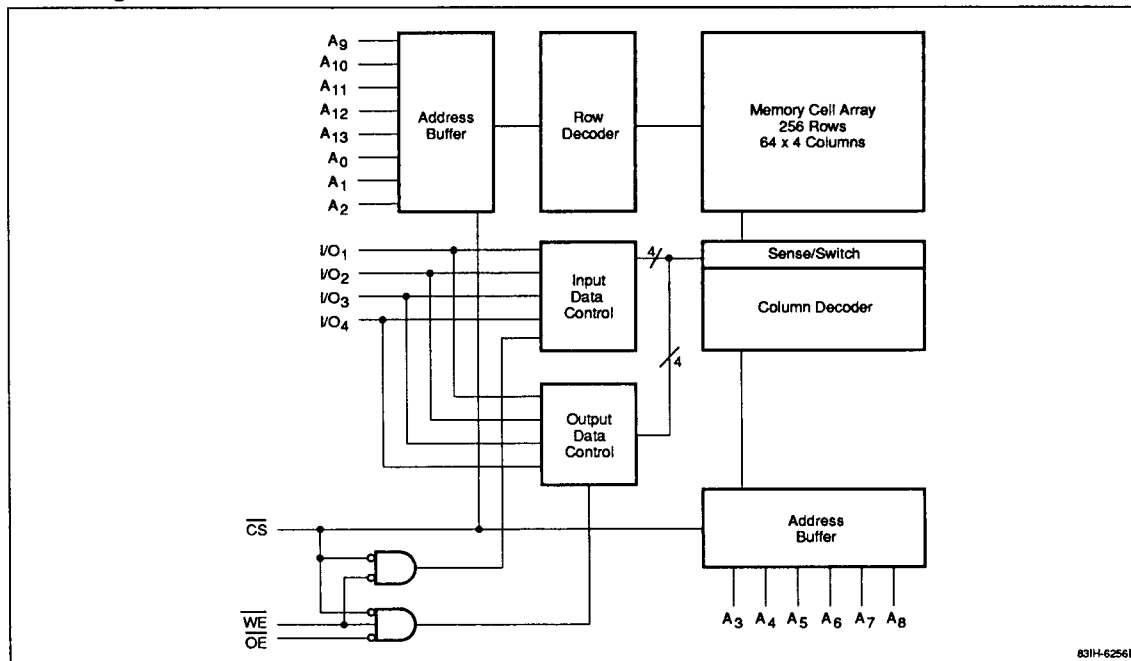 A9
A10
A11
A12
A13
A0
A1
A2
Address
Buffer
Row
Decoder
Memory Cell Array
256 Rows
64 x 4 Columns
I/O1
I/O2
I/O3
I/O4
Input
Data
Control
4
Sense/Switch
Column Decoder
4
Output
Data
Control
CS
WE
OE
Address
Buffer
A3 A4 A5 A6 A7 A8